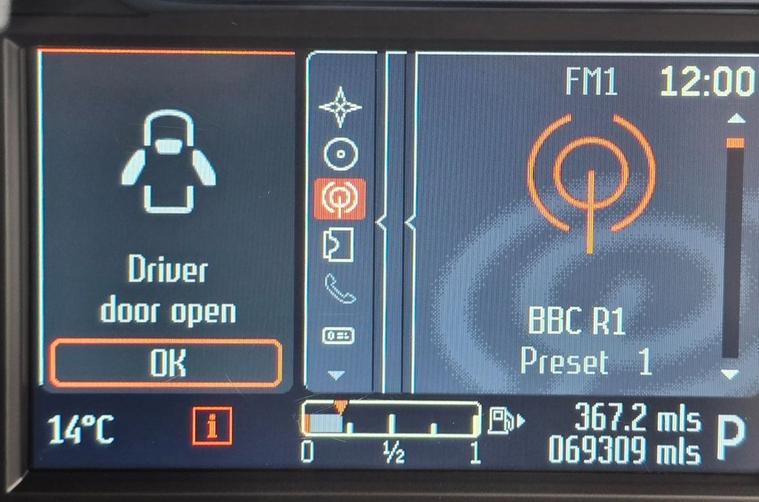 FM1 12:00
Driver
door open
OK
BBC R1
Preset 1
14°C
i
0 ½ 1
367.2 mls
069309 mls
P